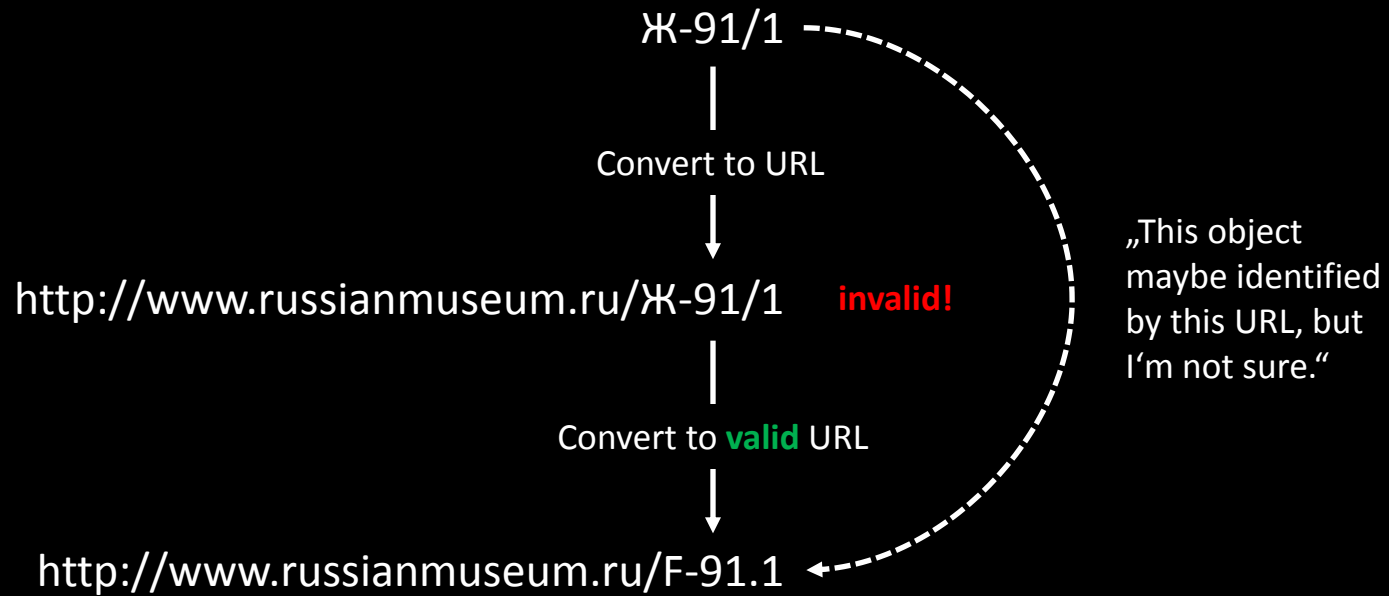 Ж-91/1
Convert to URL
http://www.russianmuseum.ru/Ж-91/1 invalid!
Convert to valid URL
http://www.russianmuseum.ru/F-91.1
„This object
maybe identified
by this URL, but
I‘m not sure.“